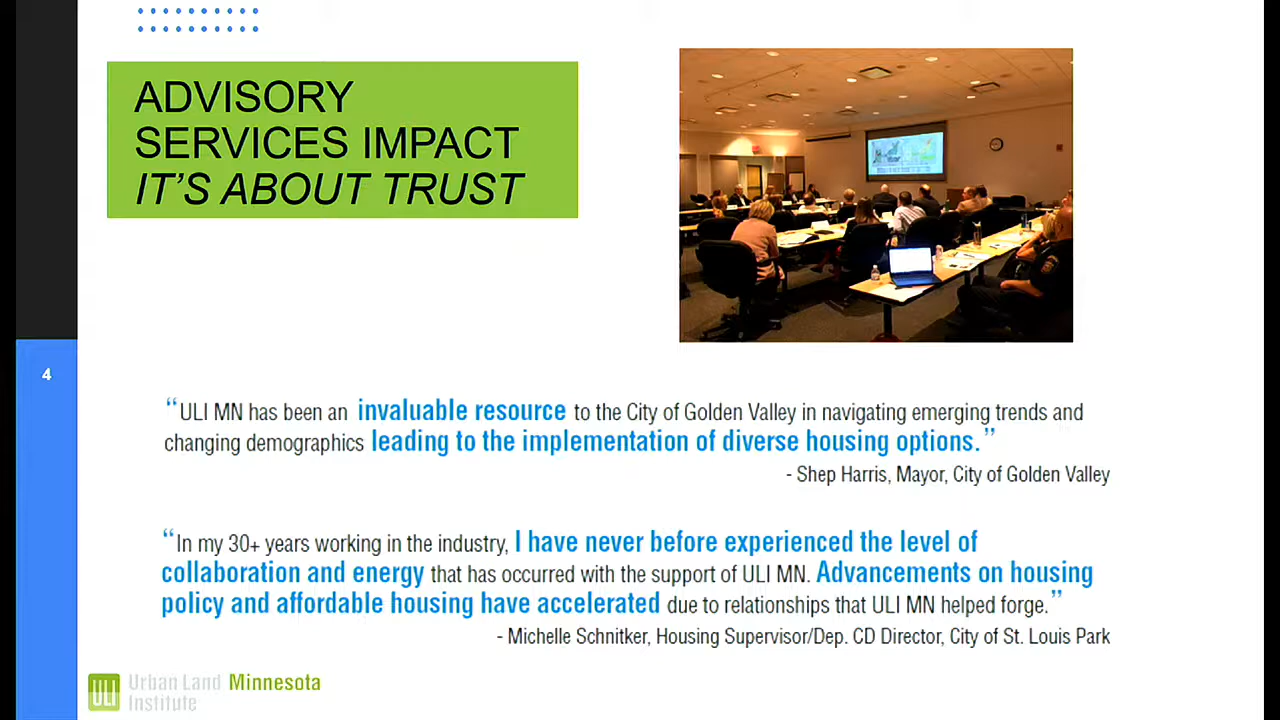 ADVISORY
SERVICES IMPACT
IT'S ABOUT TRUST
4
“ULI MN has been an invaluable resource to the City of Golden Valley in navigating emerging trends and
changing demographics leading to the implementation of diverse housing options.”
- Shep Harris, Mayor, City of Golden Valley
“In my 30+ years working in the industry, I have never before experienced the level of
collaboration and energy that has occurred with the support of ULI MN. Advancements on housing
policy and affordable housing have accelerated due to relationships that ULI MN helped forge.”
- Michelle Schnitker, Housing Supervisor/Dep. CD Director, City of St. Louis Park
ULI Urban Land Minnesota
Institute